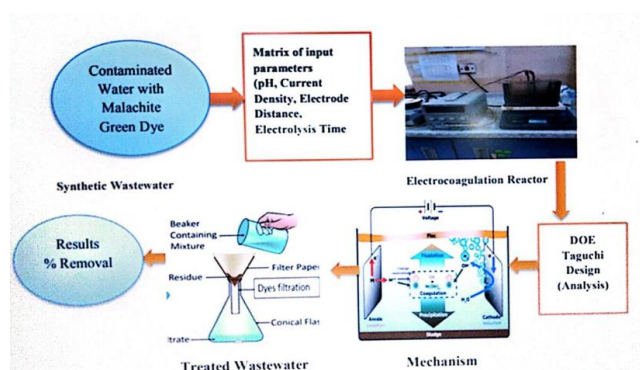 Contaminated
Water with
Malachite
Green Dye
Matrix of input
parameters
(pH, Current
Density, Electrode
Distance,
Electrolysis Time
Synthetic Wastewater
Electrocoagulation Reactor
DOE
Taguchi
Design
(Analysis)
Voltage
Flotation
Coagulation
Precipitation
Anode
Cathode
Sludge
Mechanism
Beaker
Containing
Mixture
Filter Paper
Residue
Dyes filtration
Conical Flas
ltrate
Treated Wastewater
Results
% Removal